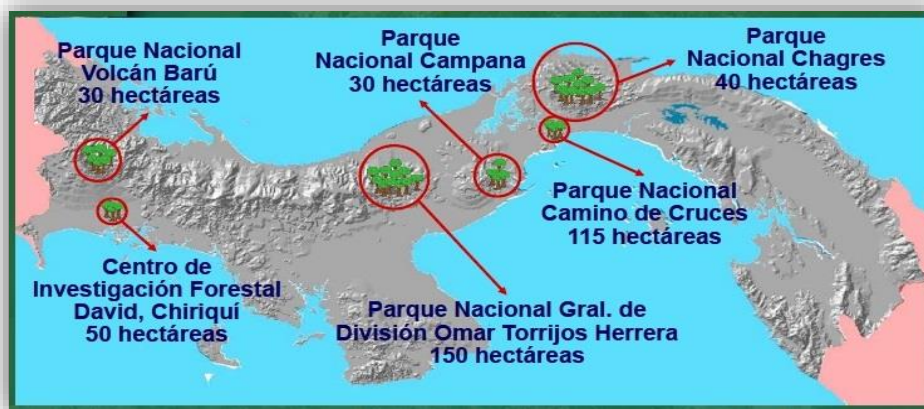 Parque Nacional
Volcán Barú
30 hectáreas
Parque
Nacional Campana
30 hectáreas
Parque
Nacional Chagres
40 hectáreas
Parque Nacional
Camino de Cruces
115 hectáreas
Centro de
Investigación Forestal
David, Chiriquí
50 hectáreas
Parque Nacional Gral. de
División Omar Torrijos Herrera
150 hectáreas